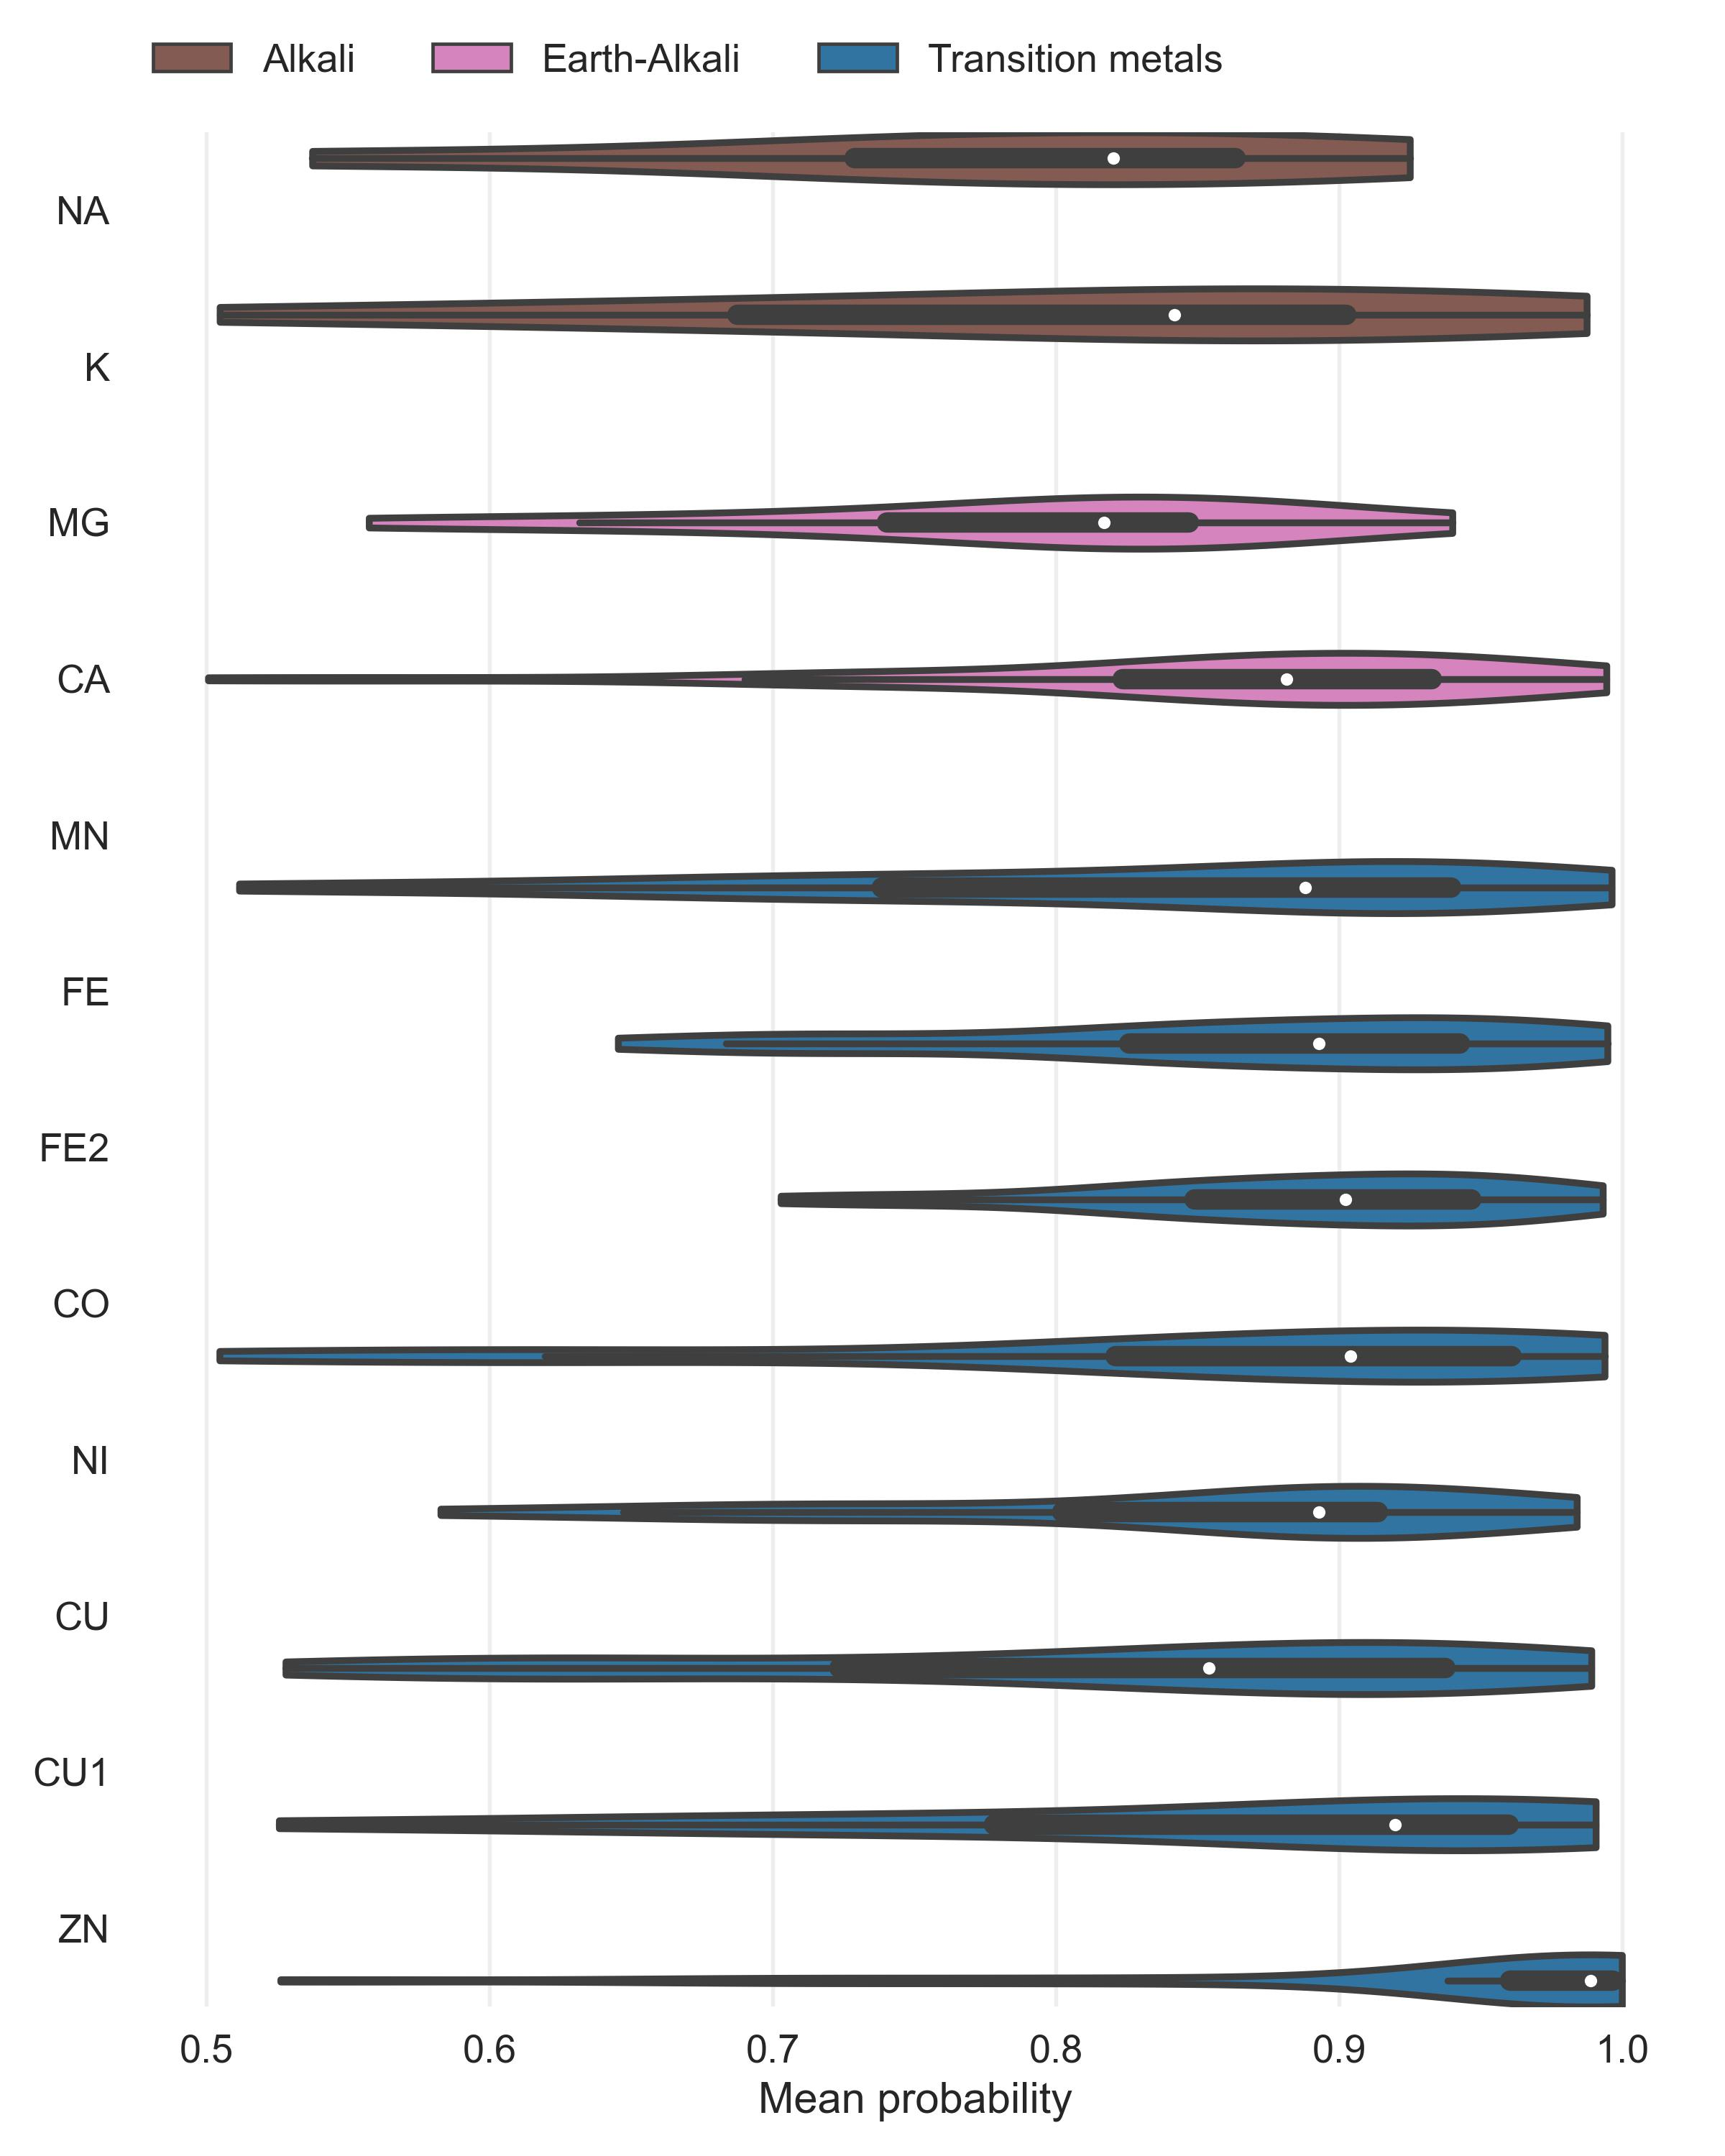 Alkali Earth-Alkali Transition metals
NA
K
MG
CA
MN
FE
FE2
CO
NI
CU
CU1
ZN
0.5 0.6 0.7 0.8 0.9 1.0
Mean probability